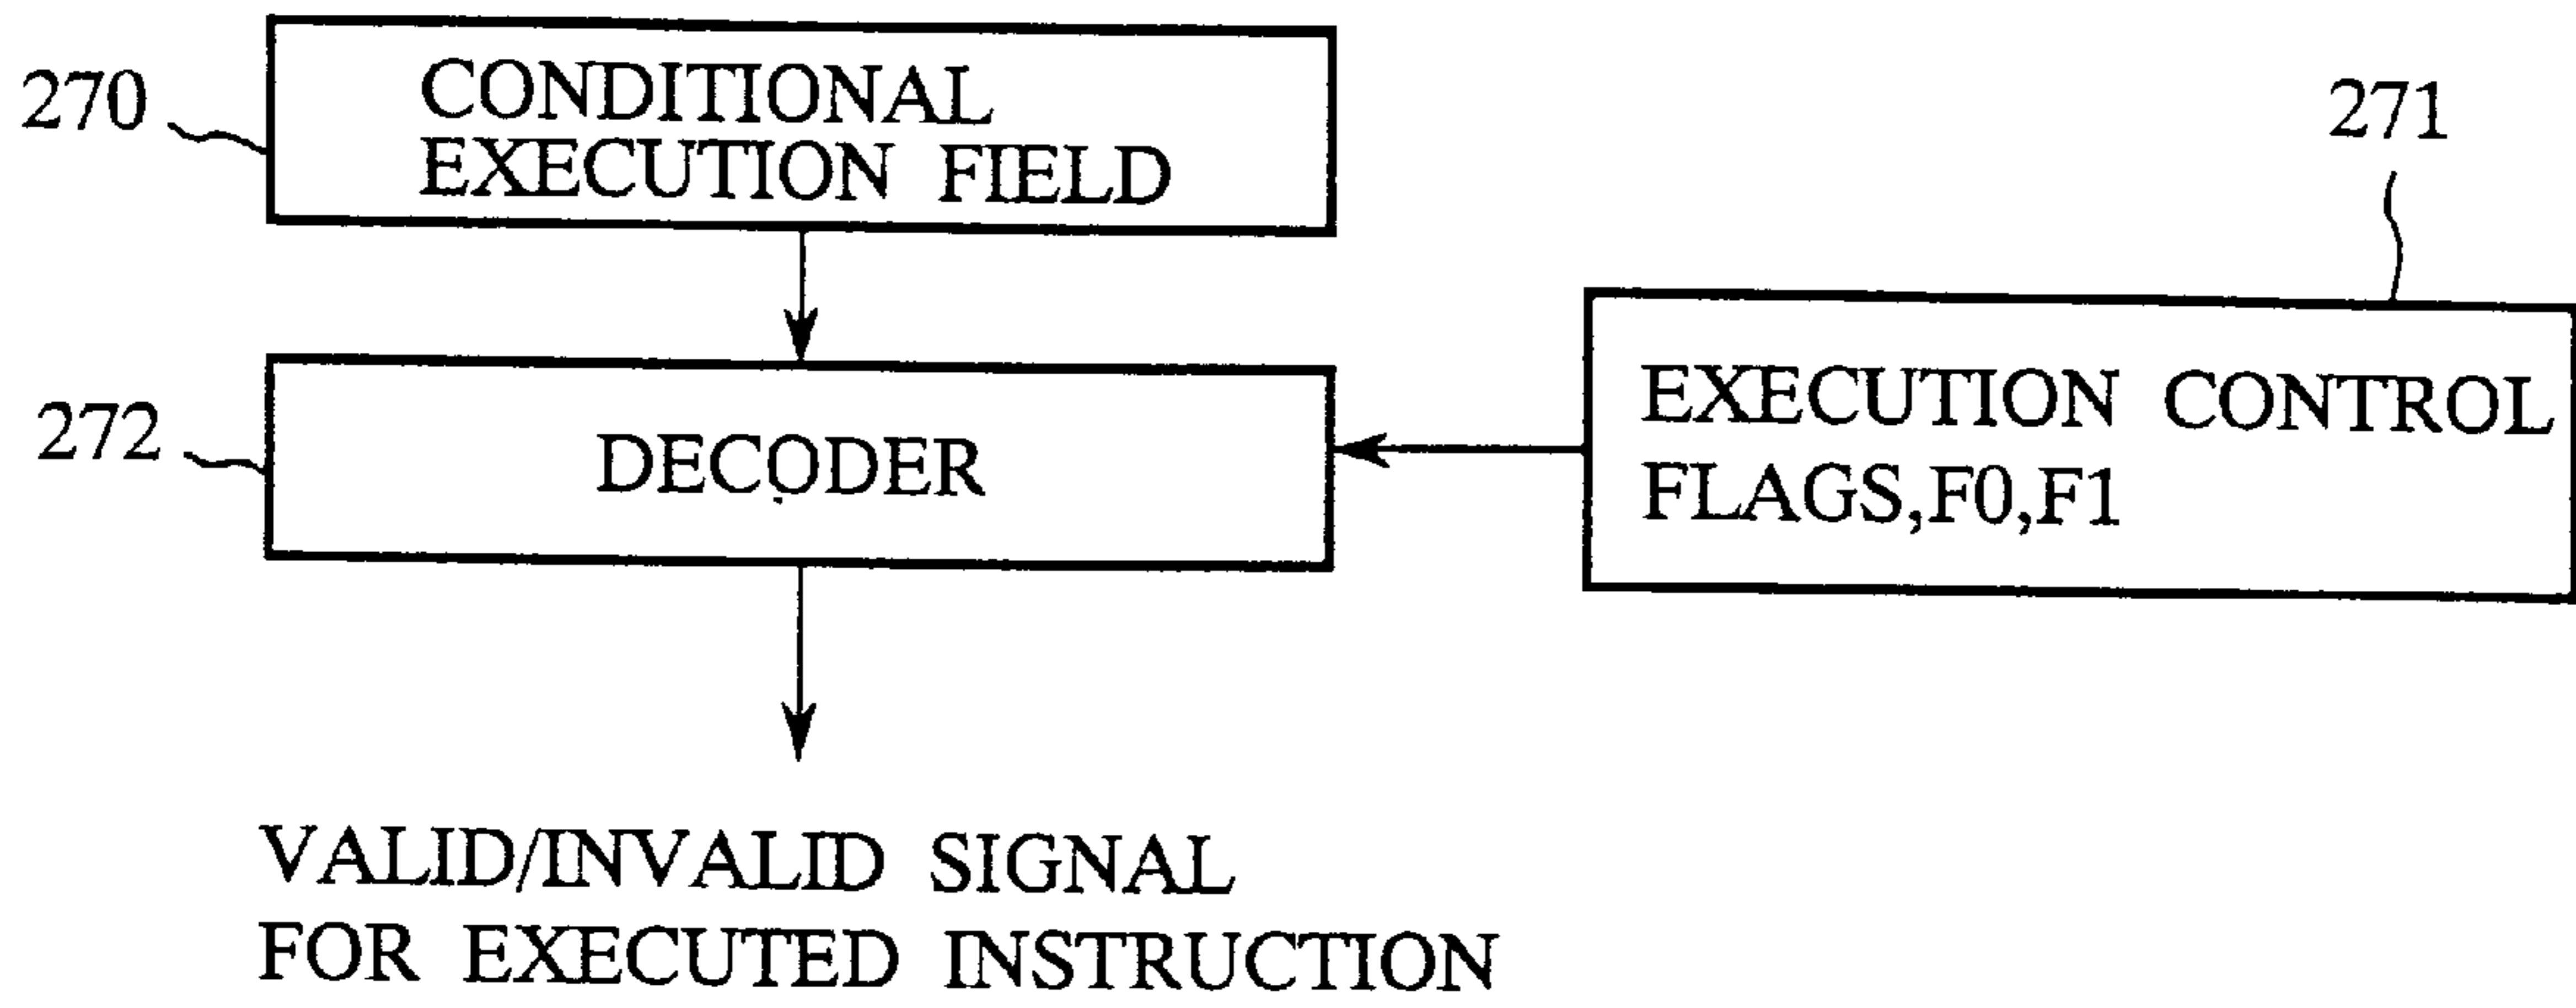 270
CONDITIONAL
EXECUTION FIELD
271
272
DECODER
EXECUTION CONTROL
FLAGS,F0,F1
VALID/INVALID SIGNAL
FOR EXECUTED INSTRUCTION